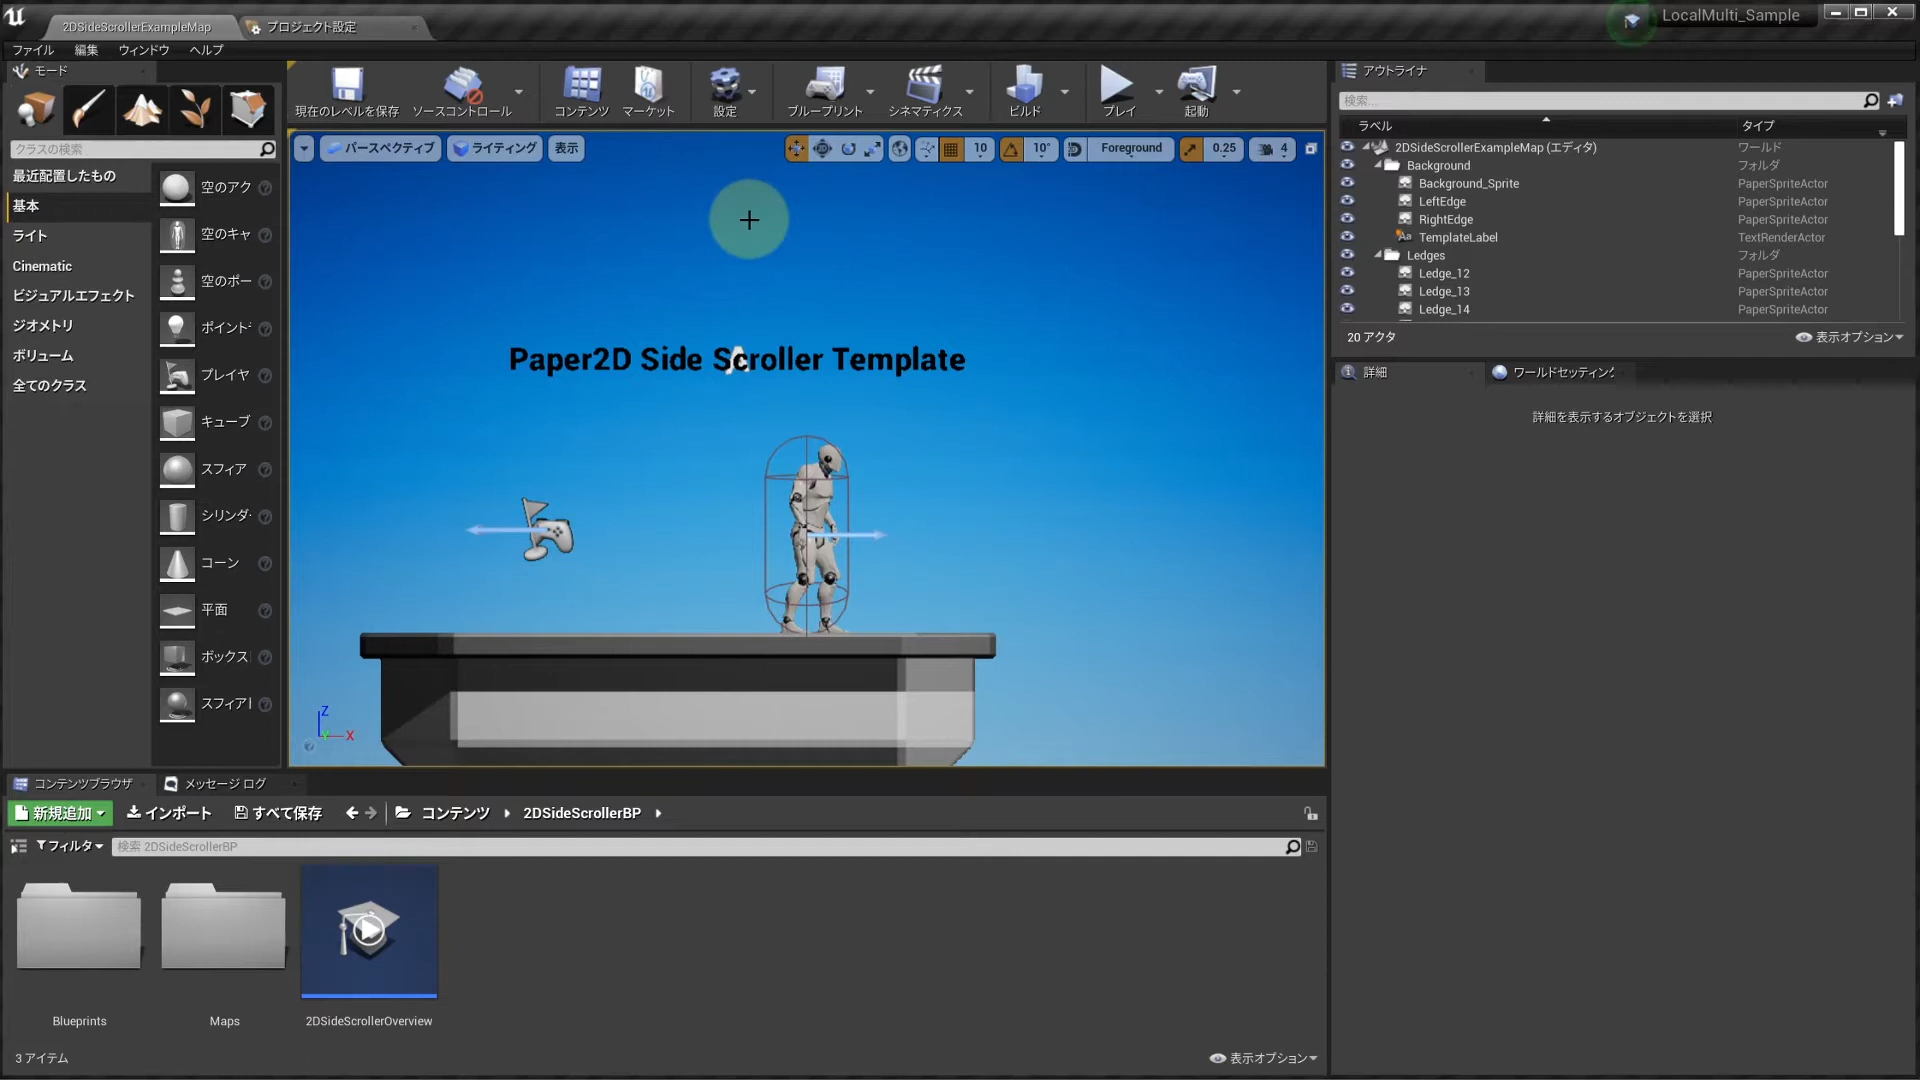 2DSideScrollerExampleMap
プロジェクト設定
LocalMulti_Sample
ファイル 編集 ウィンドウ ヘルプ
モード
クラスの検索
最近配置したもの
基本
ライト
Cinematic
ビジュアルエフェクト
ジオメトリ
ボリューム
全てのクラス
空のアク
空のキャ
空のポー
ポイント
プレイヤ
キューブ
スフィア
シリンダ
コーン
平面
ボックス
スフィア
現在のレベルを保存 ソースコントロール コンテンツ マーケット 設定 ブループリント シネマティクス ビルド プレイ 起動
パースペクティブ ライティング 表示 10 10° Foreground 0.25 4
Paper2D Side Scroller Template
Z
Y
X
アウトライナ
検索...
ラベル タイプ
2DSideScrollerExampleMap (エディタ) ワールド
Background フォルダ
Background_Sprite PaperSpriteActor
LeftEdge PaperSpriteActor
RightEdge PaperSpriteActor
Aa TemplateLabel TextRenderActor
Ledges フォルダ
Ledge_12 PaperSpriteActor
Ledge_13 PaperSpriteActor
Ledge_14 PaperSpriteActor
20 アクタ 表示オプション
詳細 ワールドセッティング
詳細を表示するオブジェクトを選択
コンテンツブラウザ メッセージ ログ
新規追加 インポート すべて保存 コンテンツ 2DSideScrollerBP
フィルタ 検索 2DSideScrollerBP
Blueprints
Maps
2DSideScrollerOverview
3 アイテム 表示オプション